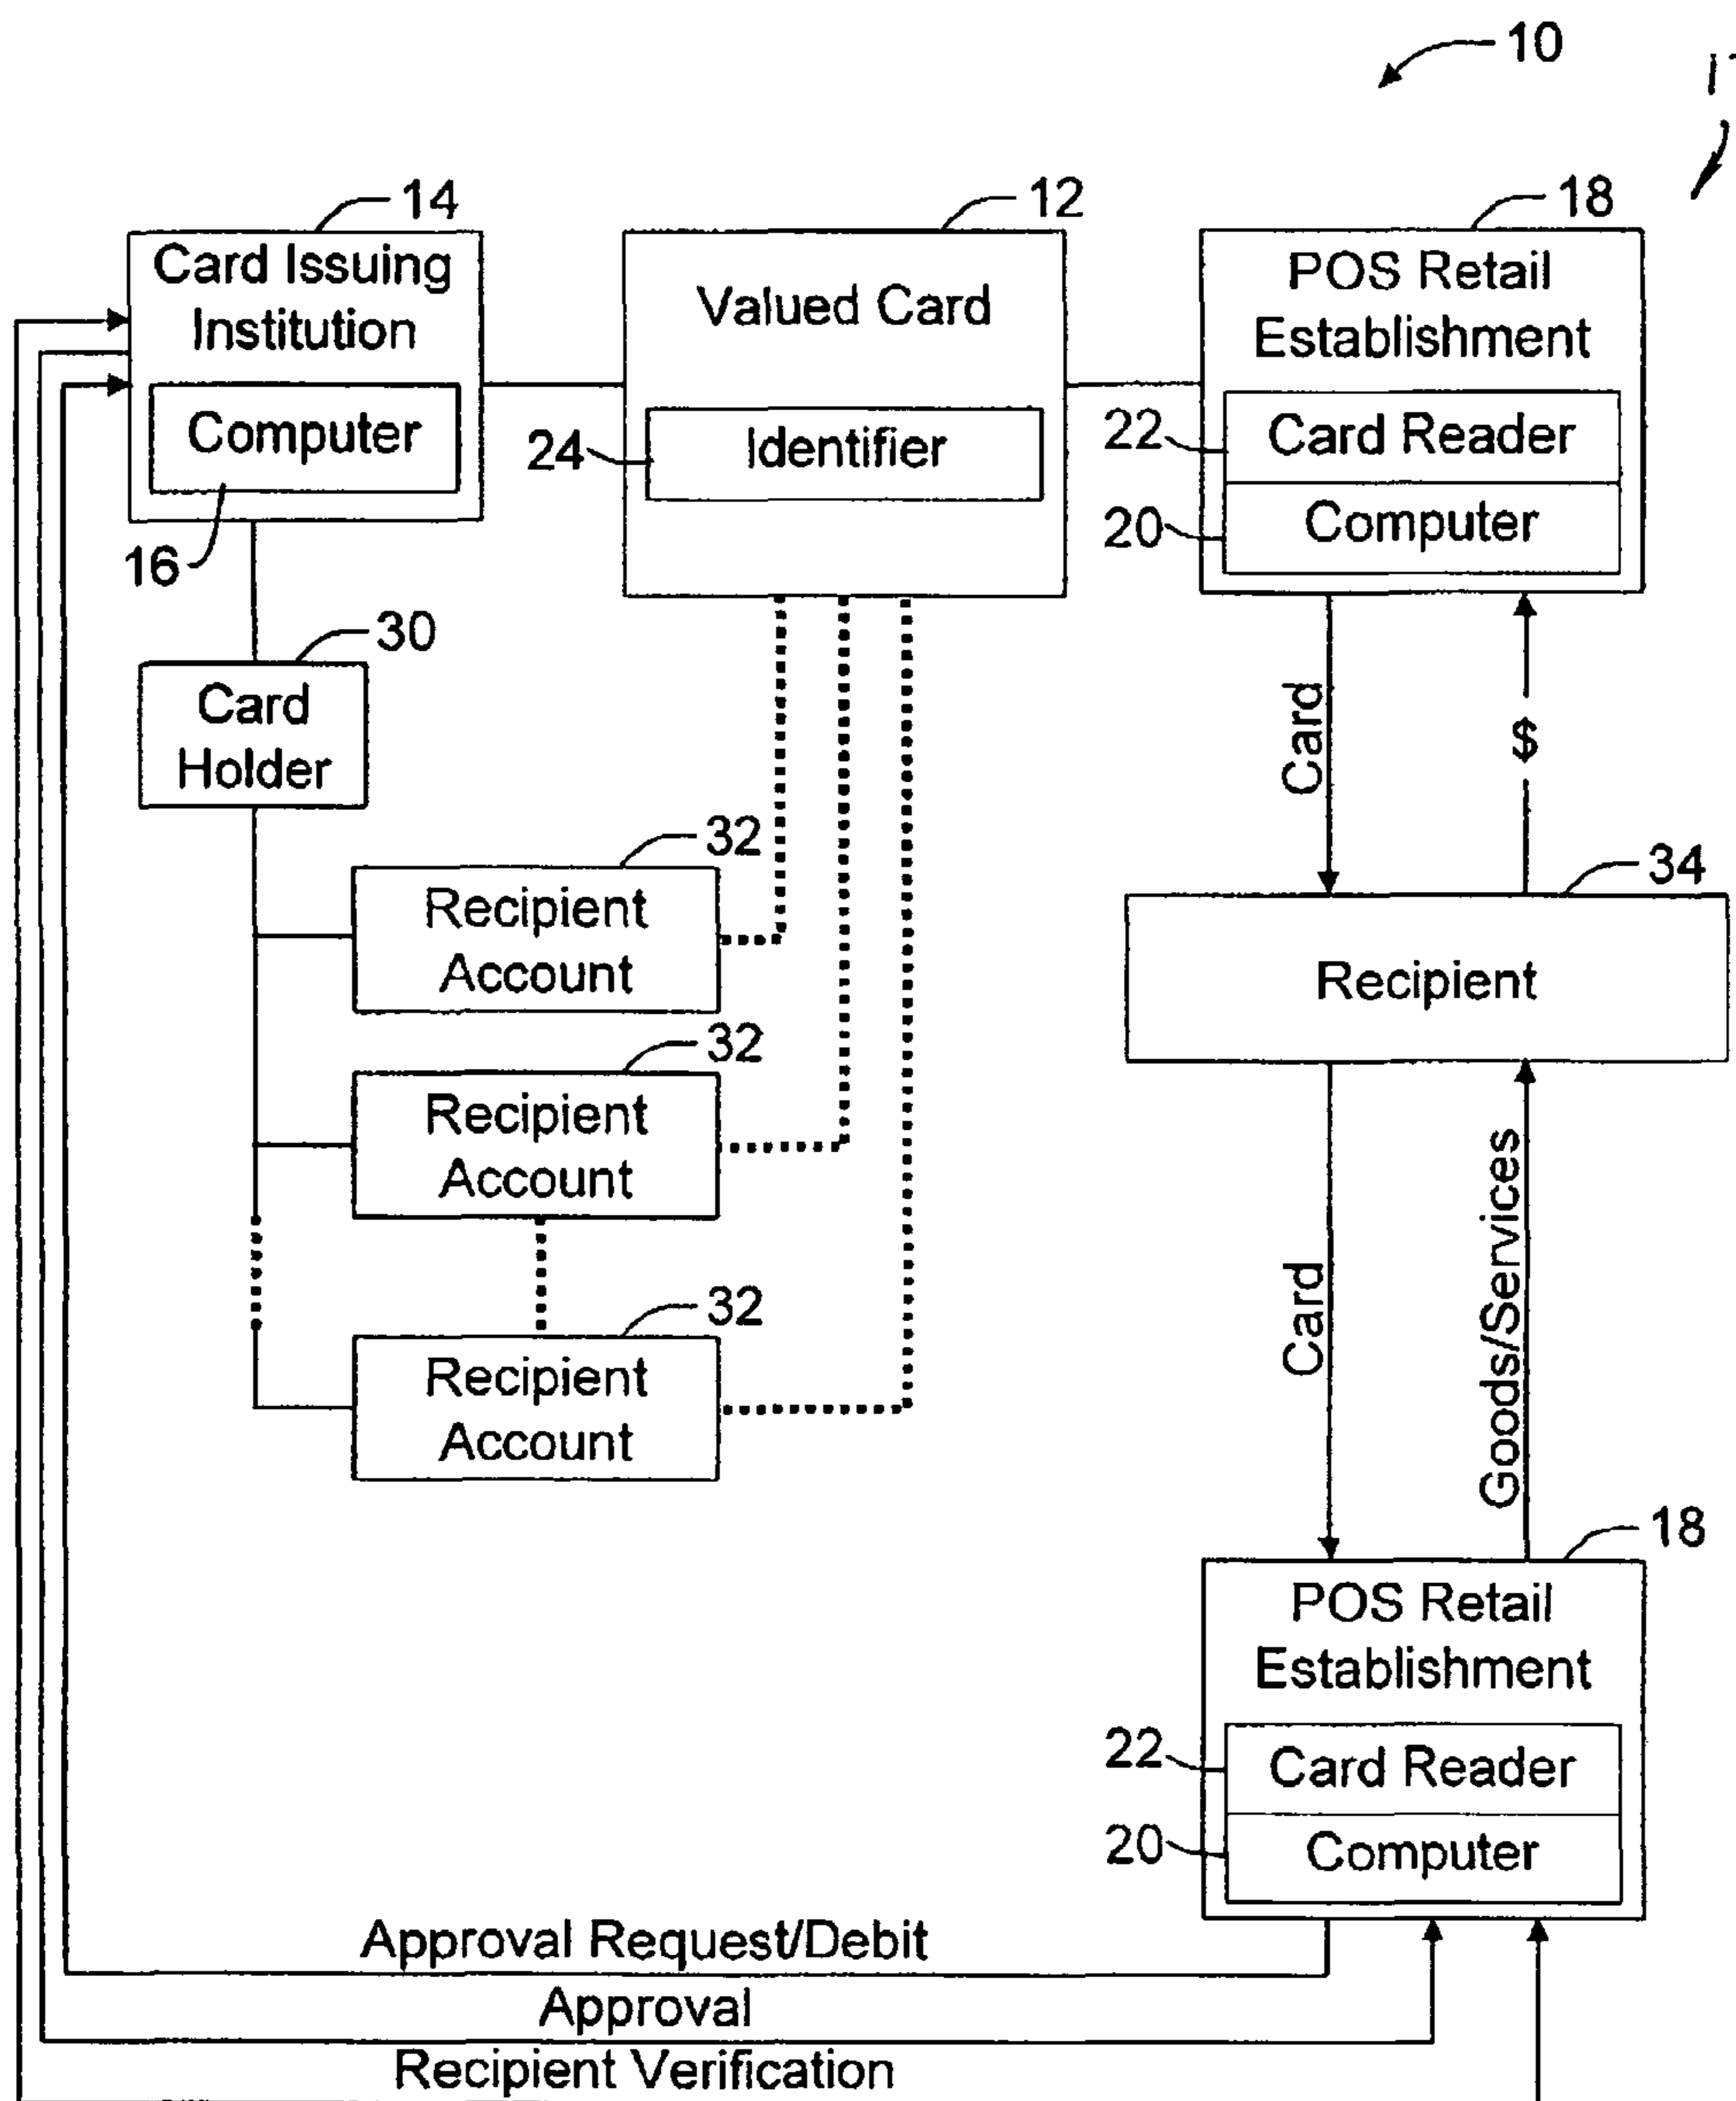 10
14
12
18
Card Issuing
Institution
Computer
16
Valued Card
24
Identifier
POS Retail
Establishment
22
Card Reader
20
Computer
30
Card
Holder
Card
$
32
Recipient
Account
34
Recipient
32
Recipient
Account
32
Recipient
Account
Card
Goods/Services
18
POS Retail
Establishment
22
Card Reader
20
Computer
Approval Request/Debit
Approval
Recipient Verification